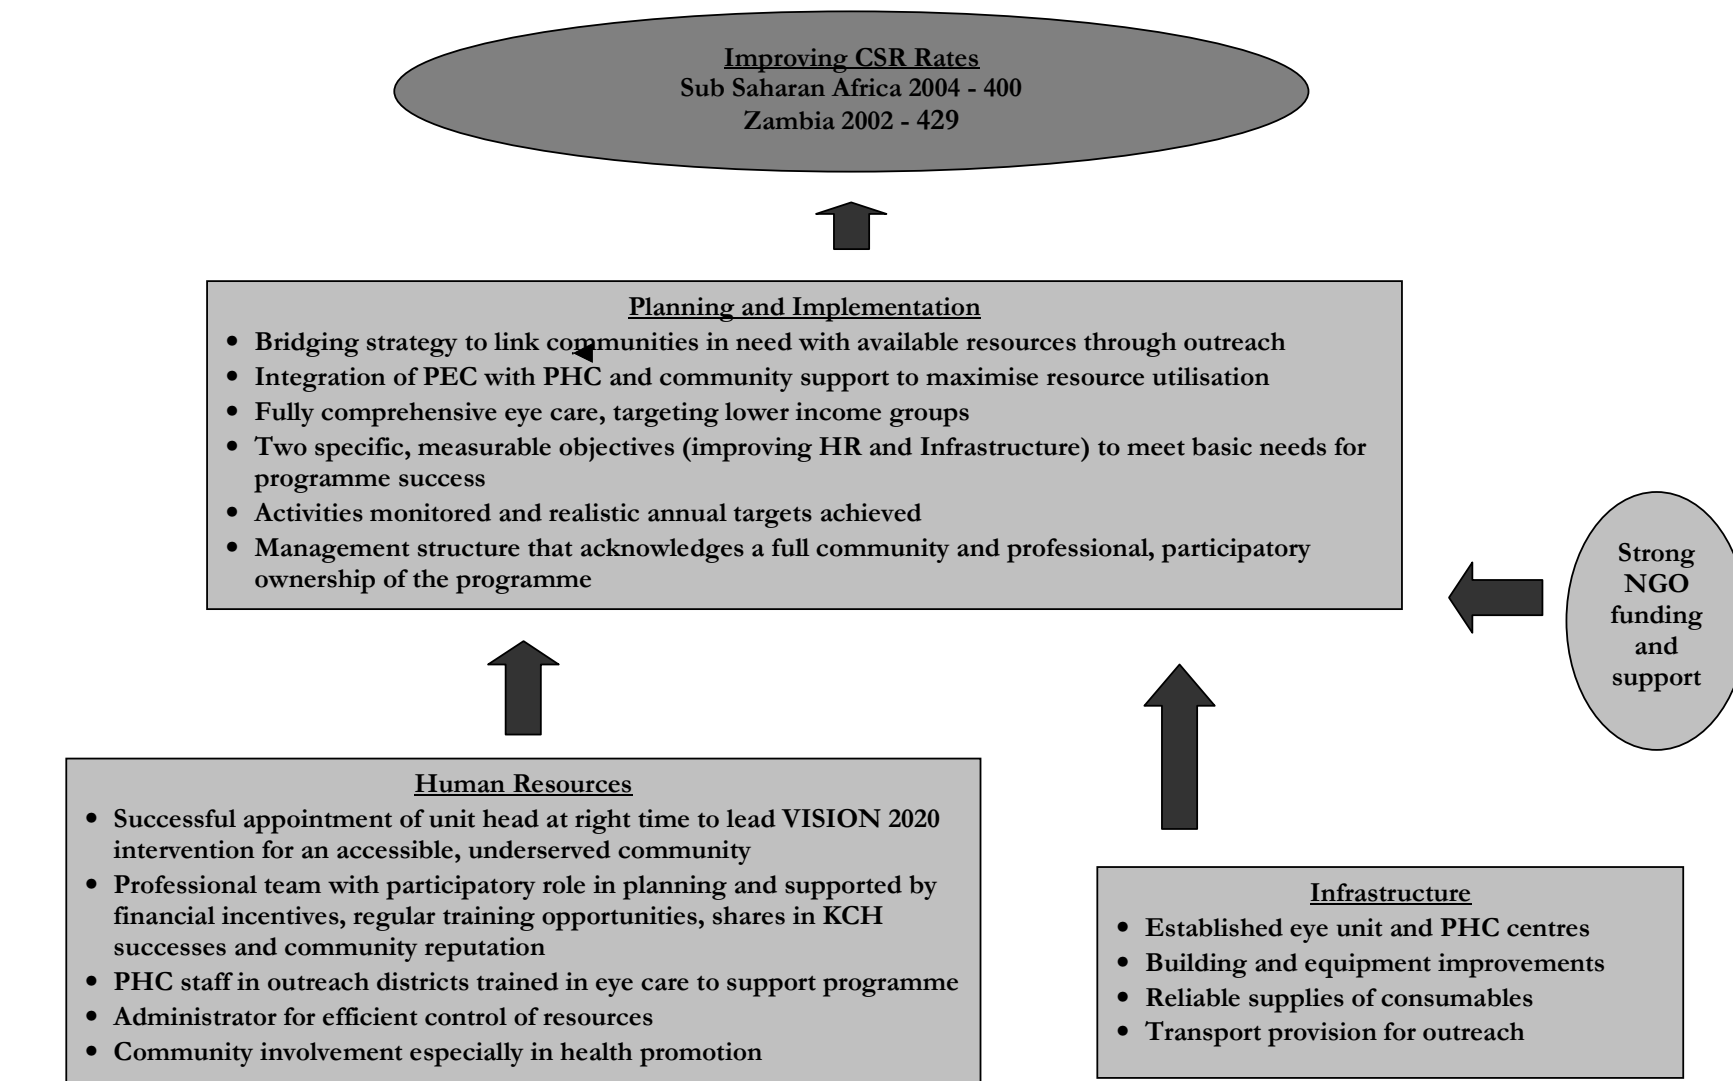 Improving CSR Rates
Sub Saharan Africa 2004 - 400
Zambia 2002 - 429
Planning and Implementation
• Bridging strategy to link communities in need with available resources through outreach
• Integration of PEC with PHC and community support to maximise resource utilisation
• Fully comprehensive eye care, targeting lower income groups
• Two specific, measurable objectives (improving HR and Infrastructure) to meet basic needs for
programme success
• Activities monitored and realistic annual targets achieved
• Management structure that acknowledges a full community and professional, participatory
ownership of the programme
Strong
NGO
funding
and
support
Human Resources
• Successful appointment of unit head at right time to lead VISION 2020
intervention for an accessible, underserved community
• Professional team with participatory role in planning and supported by
financial incentives, regular training opportunities, shares in KCH
successes and community reputation
• PHC staff in outreach districts trained in eye care to support programme
• Administrator for efficient control of resources
• Community involvement especially in health promotion
Infrastructure
• Established eye unit and PHC centres
• Building and equipment improvements
• Reliable supplies of consumables
• Transport provision for outreach